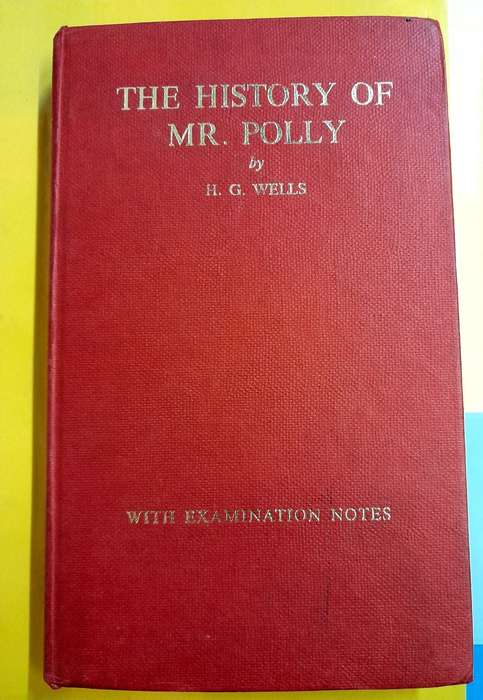 THE HISTORY OF
MR. POLLY
by
H. G. WELLS
WITH EXAMINATION NOTES